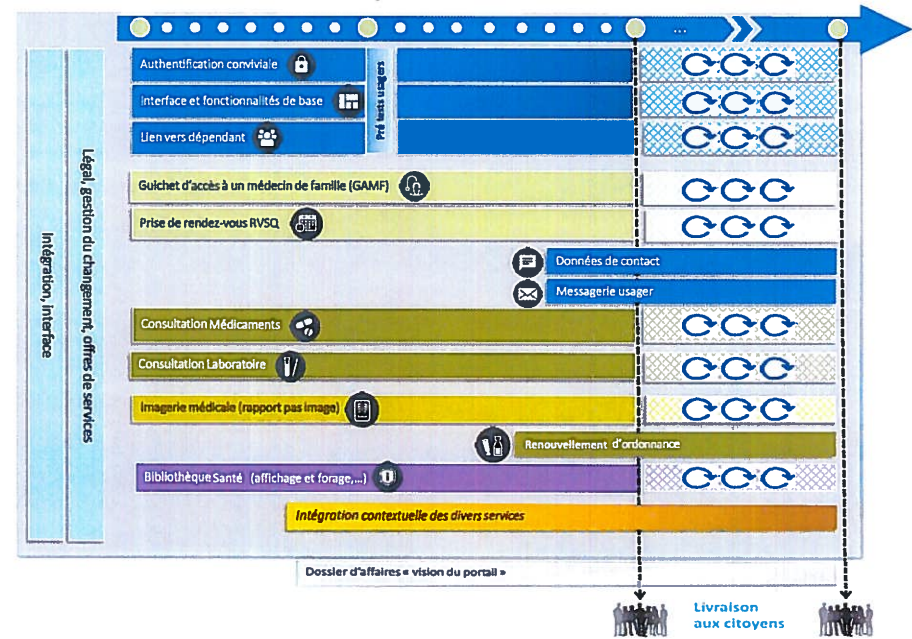 ...
Authentification conviviale
Interface et fonctionnalités de base
Lien vers dépendant
Pré tests usagers
Intégration, interface
Légal, gestion du changement, offres de services
Guichet d'accès à un médecin de famille (GAMF)
Prise de rendez-vous RVSQ
Données de contact
Messagerie usager
Consultation Médicaments
Consultation Laboratoire
Imagerie médicale (rapport pas image)
Renouvellement d'ordonnance
Bibliothèque Santé (affichage et forage,...)
Intégration contextuelle des divers services
Dossier d'affaires « vision du portail »
Livraison
aux citoyens